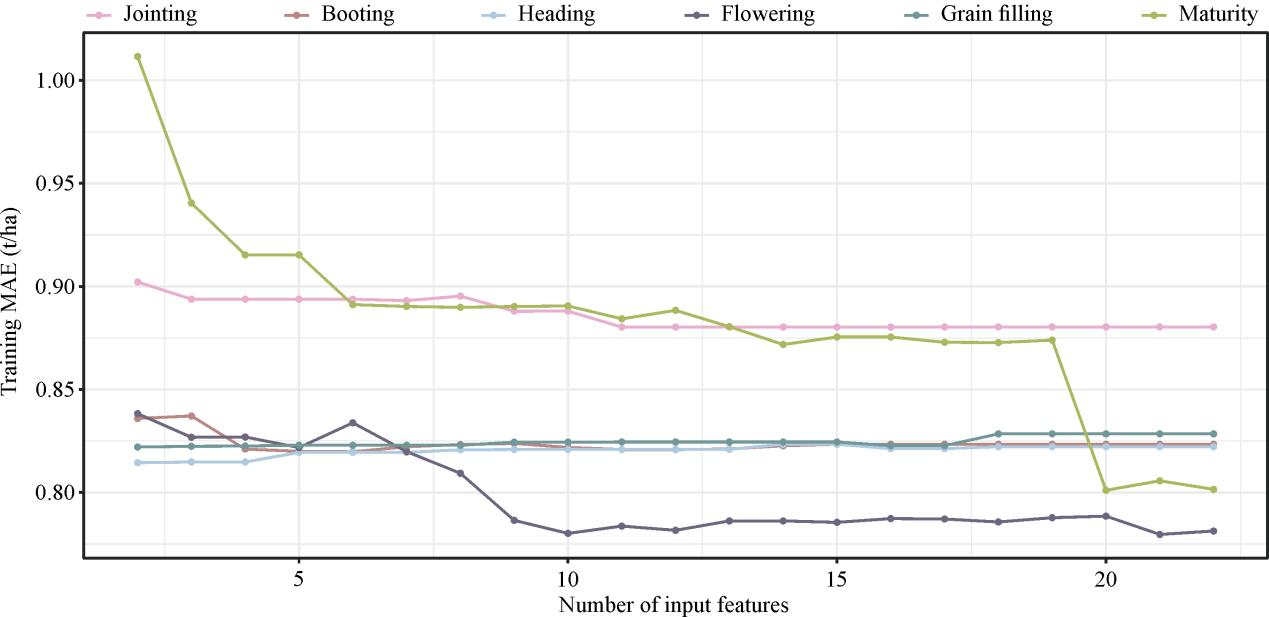 Jointing Booting Heading Flowering Grain filling Maturity
1.00
0.95
0.90
0.85
0.80
Training MAE (t/ha)
5 10 15 20
Number of input features